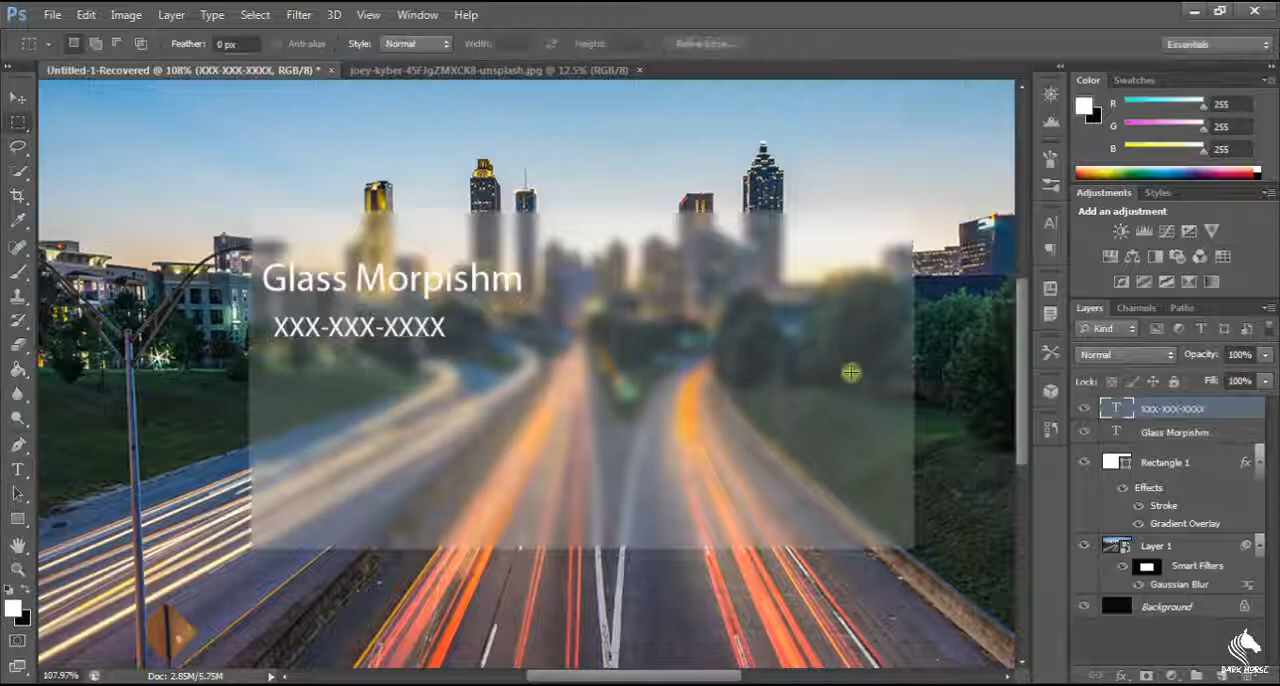 Ps File Edit Image Layer Type Select Filter 3D View Window Help
Feather: 0 px Anti-alias Style: Normal Width: Height: Refine Edge... Essentials
Untitled-1-Recovered @ 108% (XXX-XXX-XXXX, RGB/8) * × joey-kyber-45FJgZMXCK8-unsplash.jpg @ 12.5% (RGB/8) ×
Color Swatches
R 255
G 255
B 255
Adjustments Styles
Add an adjustment
Glass Morpishm
XXX-XXX-XXXX
Layers Channels Paths
Kind
Normal Opacity: 100%
Lock: Fill: 100%
T XXX-XXX-XXXX
T Glass Morpishm
Rectangle 1 fx
Effects
Stroke
Gradient Overlay
Layer 1
Smart Filters
Gaussian Blur
Background
107.97% Doc: 2.85M/5.75M
DARK HORSE